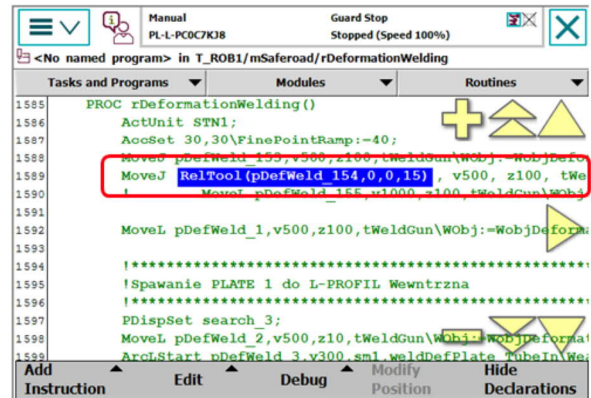 Manual Guard Stop
PL-L-PC0C7K38 Stopped (Speed 100%)
<No named program> in T_ROB1/mSaferoad/rDeformationWelding
Tasks and Programs Modules Routines
1585 PROC rDeformationWelding()
1586 ActUnit STN1;
1587 AccSet 30,30\FinePointRamp:=40;
1588 MoveJ pDefWeld_153,v500,z100,tWeldGun\WObj:=WobjDefo
1589 MoveJ RelTool(pDefWeld_154,0,0,15) , v500, z100, tWe
1590 ! MoveL pDefWeld_155,v1000,z100,tWeldGun\WObj
1591
1592 MoveL pDefWeld_1,v500,z100,tWeldGun\WObj:=WobjDeforma
1593
1594 !*****************************************************
1595 !Spawanie PLATE 1 do L-PROFIL Wewntrzna
1596 !*****************************************************
1597 PDispSet search_3;
1598 MoveL pDefWeld_2,v500,z10,tWeldGun\WObj:=WobjDeformat
1599 ArcLStart pDefWeld_3,v300,sm1,weldDefPlate_TubeIn\Wea
Add Instruction Edit Debug Modify Position Hide Declarations